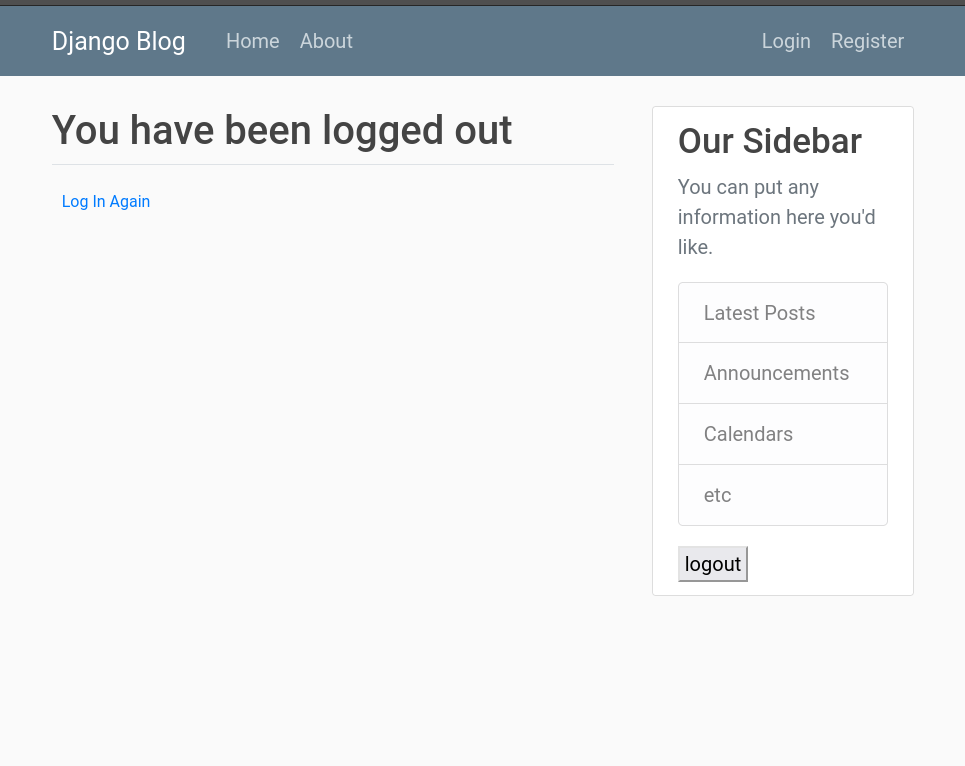 Django Blog Home About Login Register
You have been logged out
Log In Again
Our Sidebar
You can put any
information here you'd
like.
Latest Posts
Announcements
Calendars
etc
logout